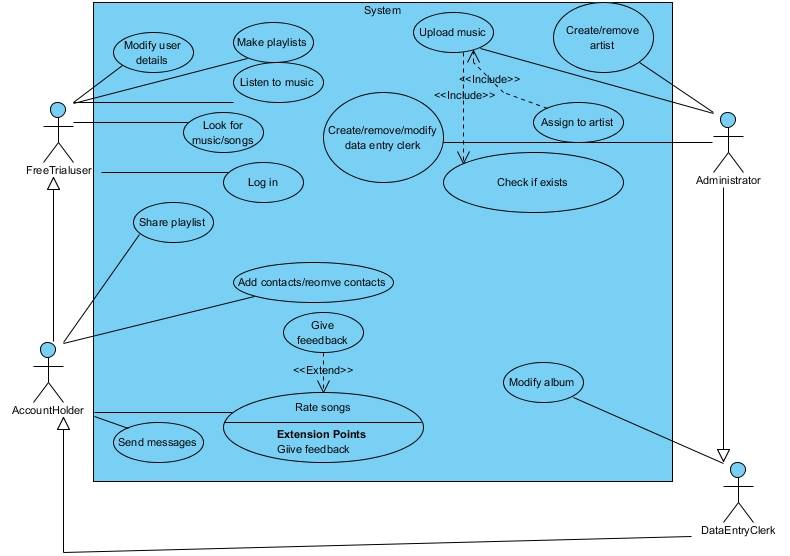 System
Modify user
details
Make playlists
Upload music
Create/remove
artist
Listen to music
<<Include>>
<<Include>>
Look for
music/songs
Create/remove/modify
data entry clerk
Assign to artist
FreeTrialuser
Log in
Check if exists
Administrator
Share playlist
Add contacts/reomve contacts
Give
feeedback
<<Extend>>
Modify album
AccountHolder
Rate songs
Extension Points
Giive feedback
Send messages
DataEntryClerk